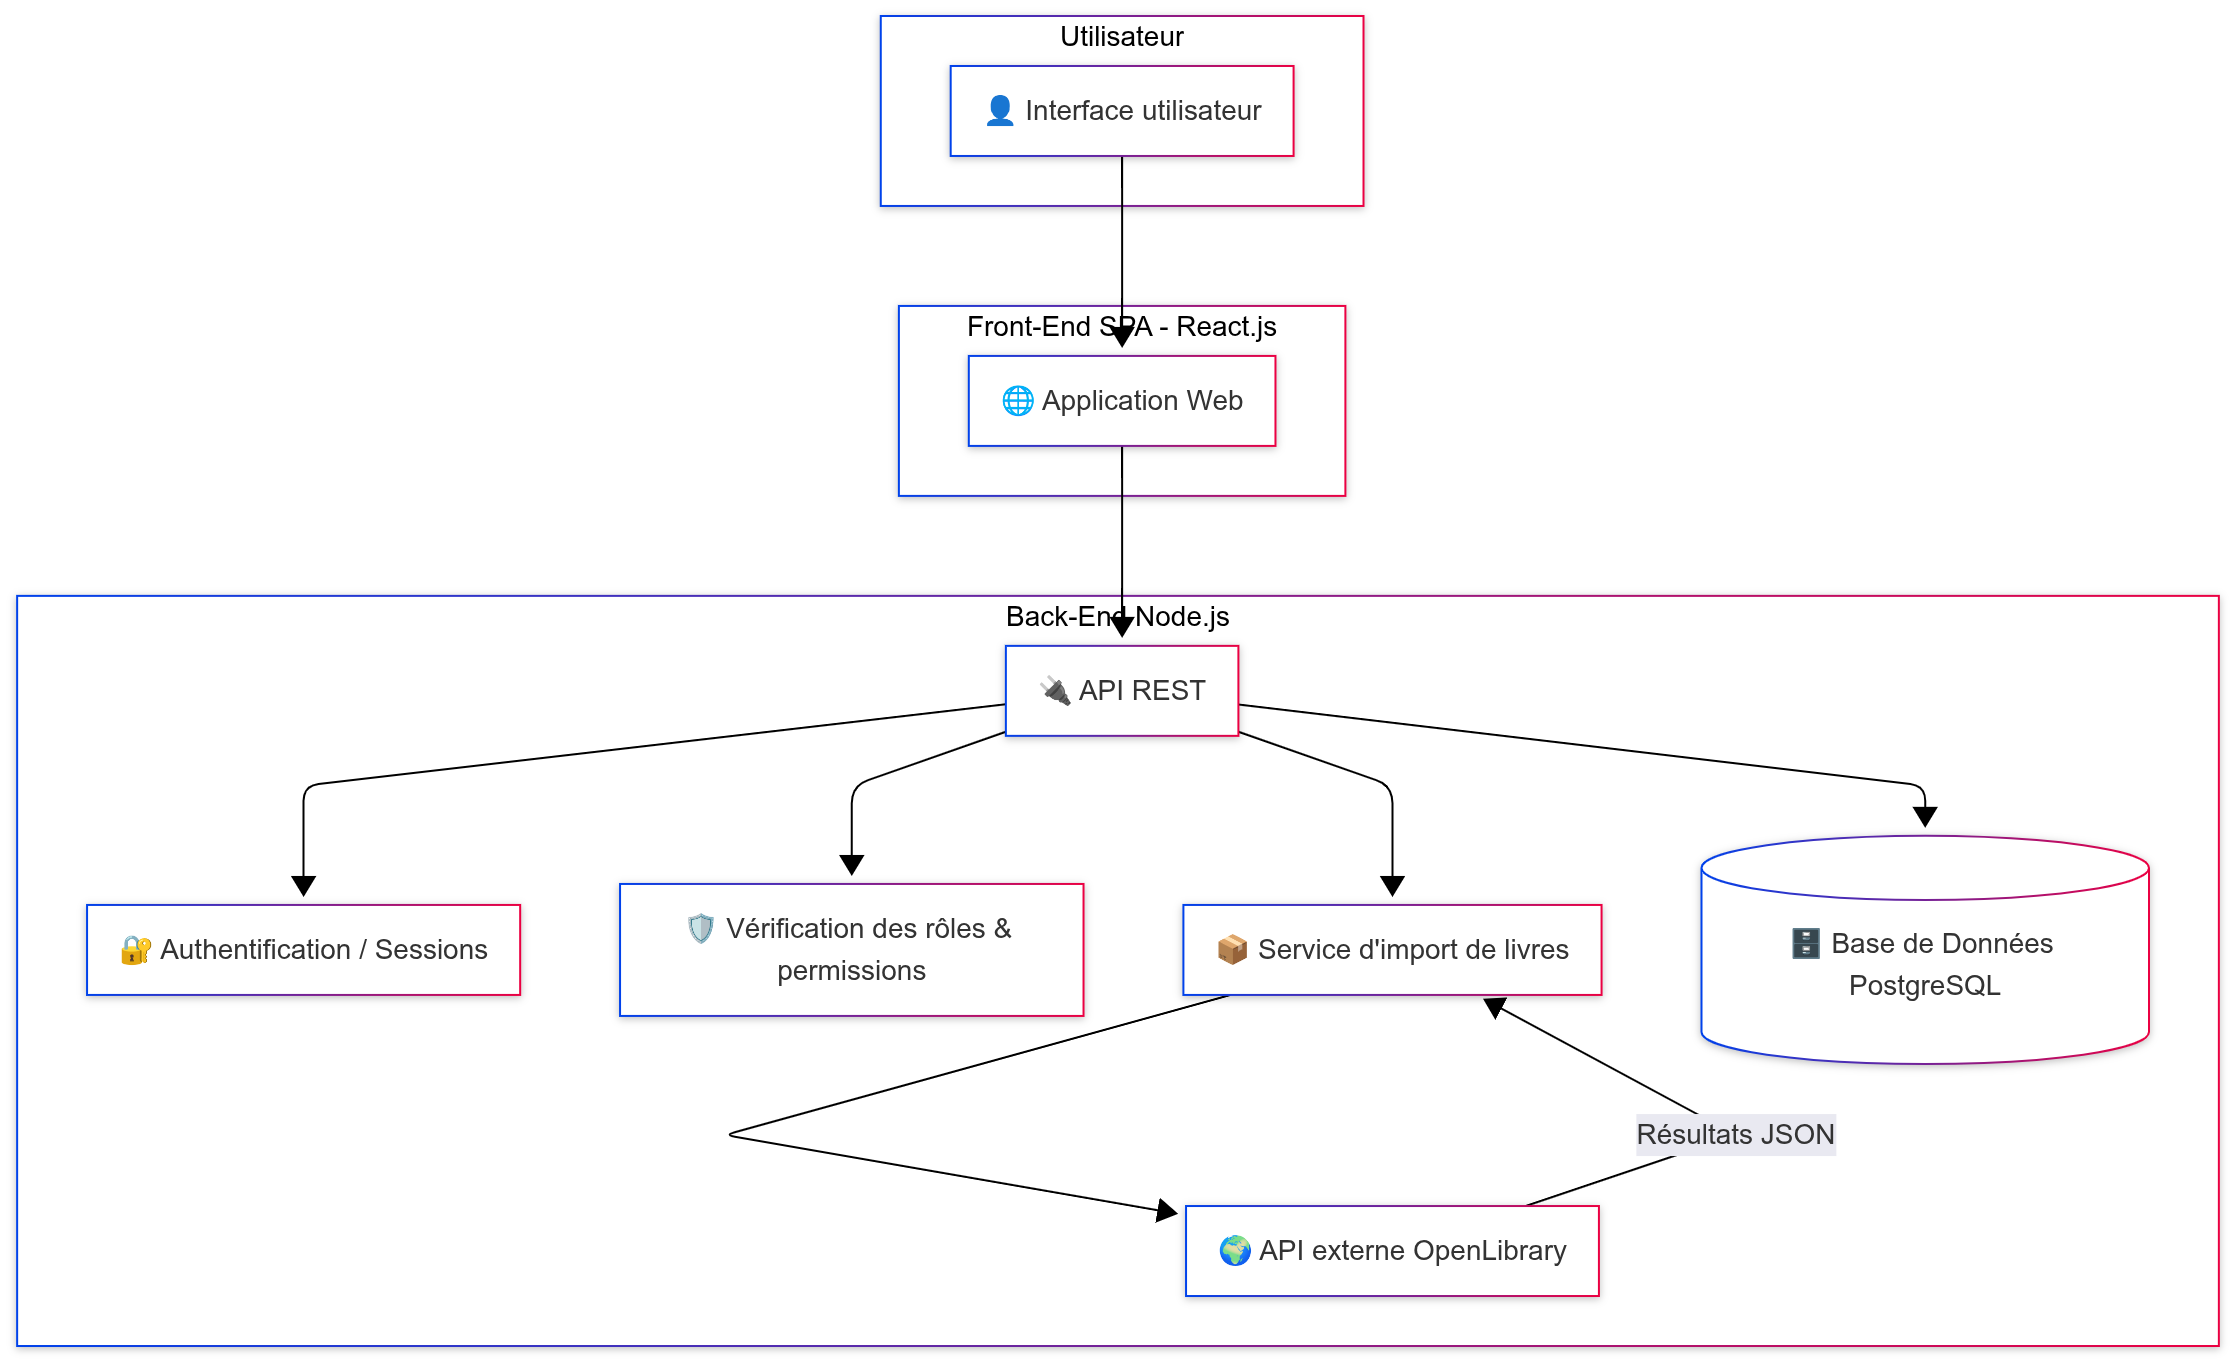 Utilisateur
Interface utilisateur
Front-End SPA - React.js
Application Web
Back-End Node.js
API REST
Authentification / Sessions
Vérification des rôles &
permissions
Service d'import de livres
Base de Données
PostgreSQL
Résultats JSON
API externe OpenLibrary